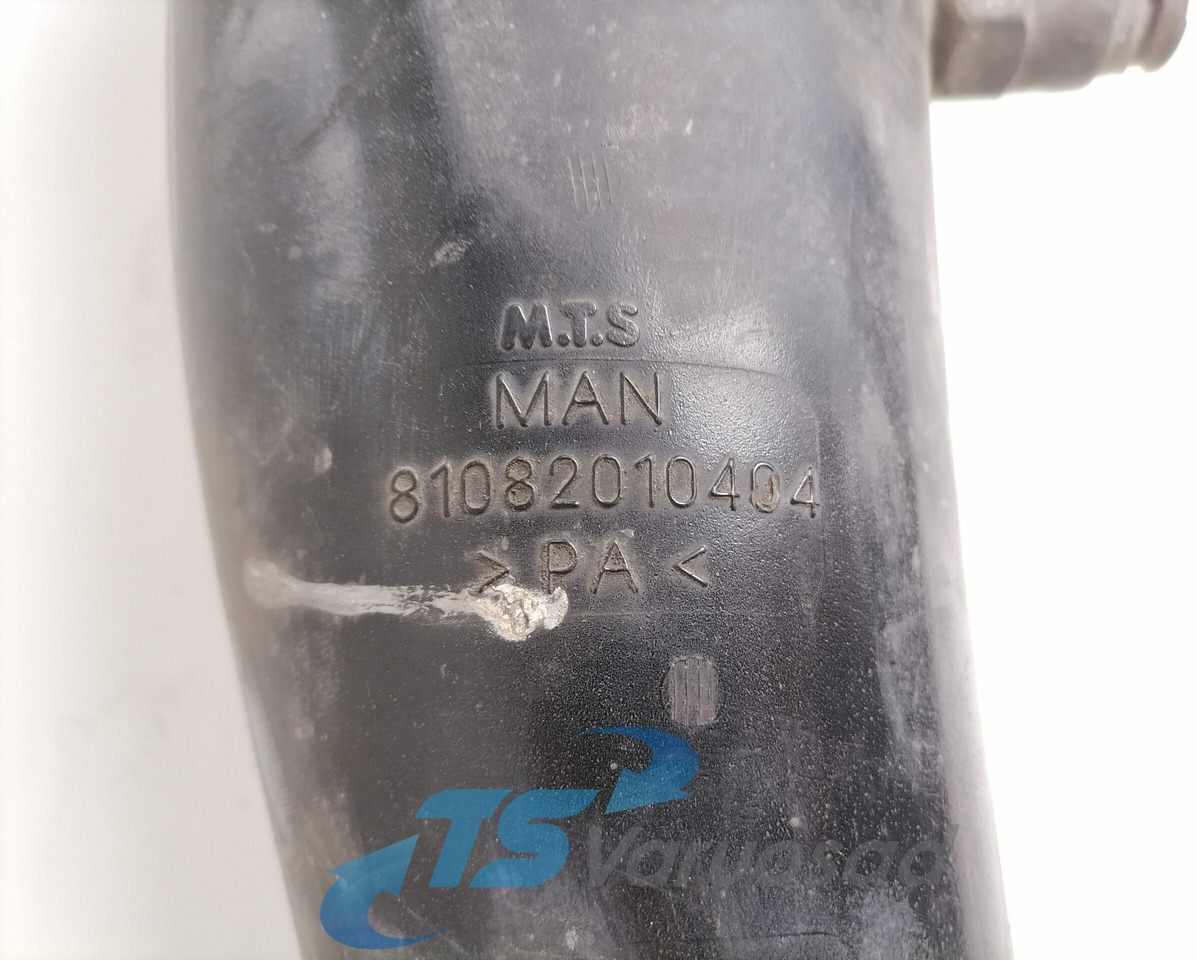 M.T.S
MAN
81082010404
> PA <
TS Varuosad